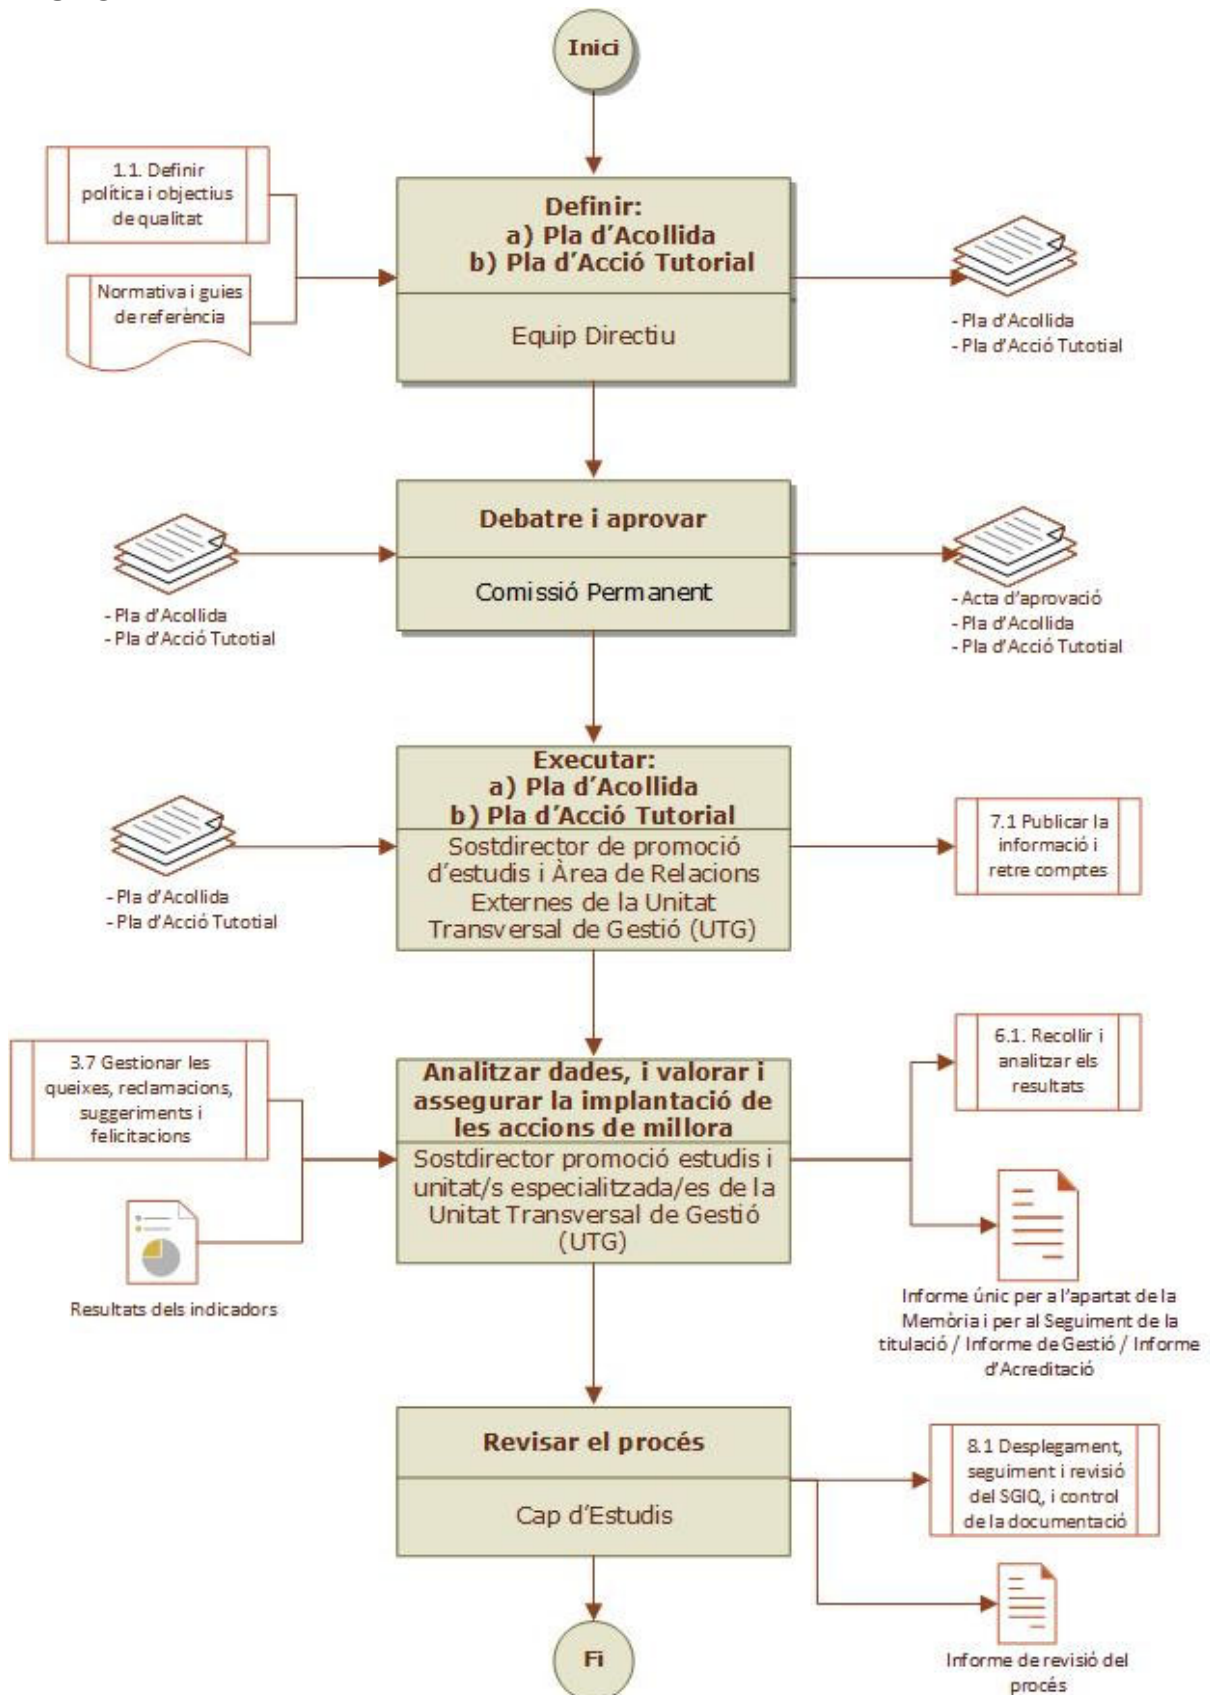 Inici
1.1. Definir
política i objectius
de qualitat
Normativa i guies
de referència
Definir:
a) Pla d'Acollida
b) Pla d'Acció Tutorial
Equip Directiu
- Pla d'Acollida
- Pla d'Acció Tutotial
- Pla d'Acollida
- Pla d'Acció Tutotial
Debatre i aprovar
Comissió Permanent
- Acta d'aprovació
- Pla d'Acollida
- Pla d'Acció Tutotial
- Pla d'Acollida
- Pla d'Acció Tutotial
Executar:
a) Pla d'Acollida
b) Pla d'Acció Tutorial
Sostdirector de promoció
d'estudis i Àrea de Relacions
Externes de la Unitat
Transversal de Gestió (UTG)
7.1 Publicar la
informació i
retre comptes
3.7 Gestionar les
queixes, reclamacions,
suggeriments i
felicitacions
Resultats dels indicadors
Analitzar dades, i valorar i
assegurar la implantació de
les accions de millora
Sostdirector promoció estudis i
unitat/s especialitzada/es de la
Unitat Transversal de Gestió
(UTG)
6.1. Recollir i
analitzar els
resultats
Informe únic per a l'apartat de la
Memòria i per al Seguiment de la
titulació / Informe de Gestió / Informe
d'Acreditació
Revisar el procés
Cap d'Estudis
8.1 Desplegament,
seguiment i revisió
del SGIQ, i control
de la documentació
Informe de revisió del
procés
Fi